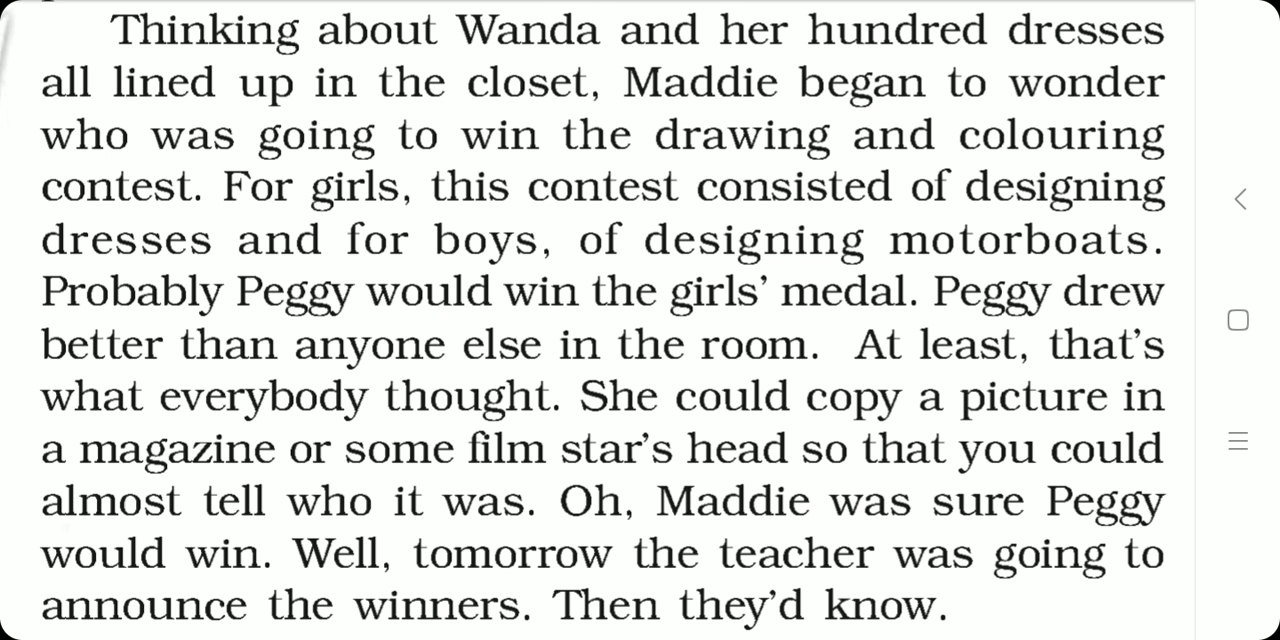 Thinking about Wanda and her hundred dresses
all lined up in the closet, Maddie began to wonder
who was going to win the drawing and colouring
contest. For girls, this contest consisted of designing
dresses and for boys, of designing motorboats.
Probably Peggy would win the girls’ medal. Peggy drew
better than anyone else in the room. At least, that’s
what everybody thought. She could copy a picture in
a magazine or some film star’s head so that you could
almost tell who it was. Oh, Maddie was sure Peggy
would win. Well, tomorrow the teacher was going to
announce the winners. Then they’d know.